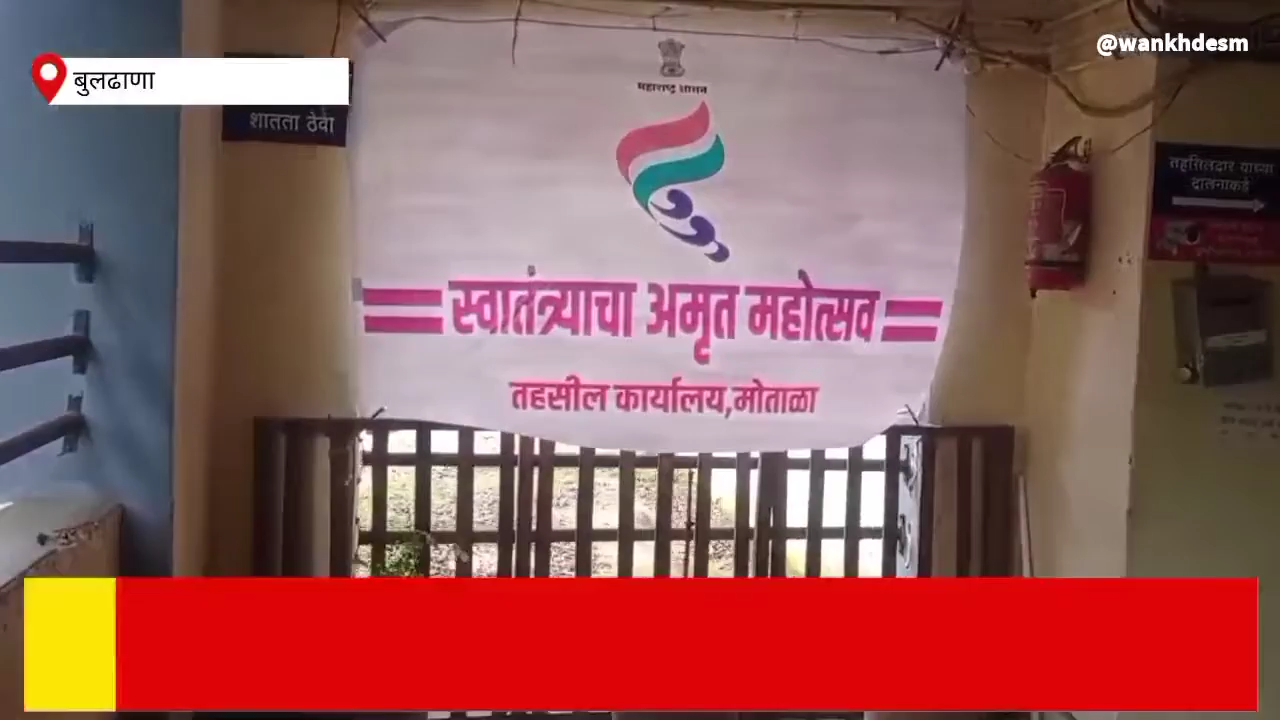 @wankhdesm
बुलढाणा
शातता ठेवा
महाराष्ट्र शासन
स्वातंत्र्याचा अमृत महोत्सव
तहसील कार्यालय,मोताळा
तहसिलदार याच्या
दालनाकडे